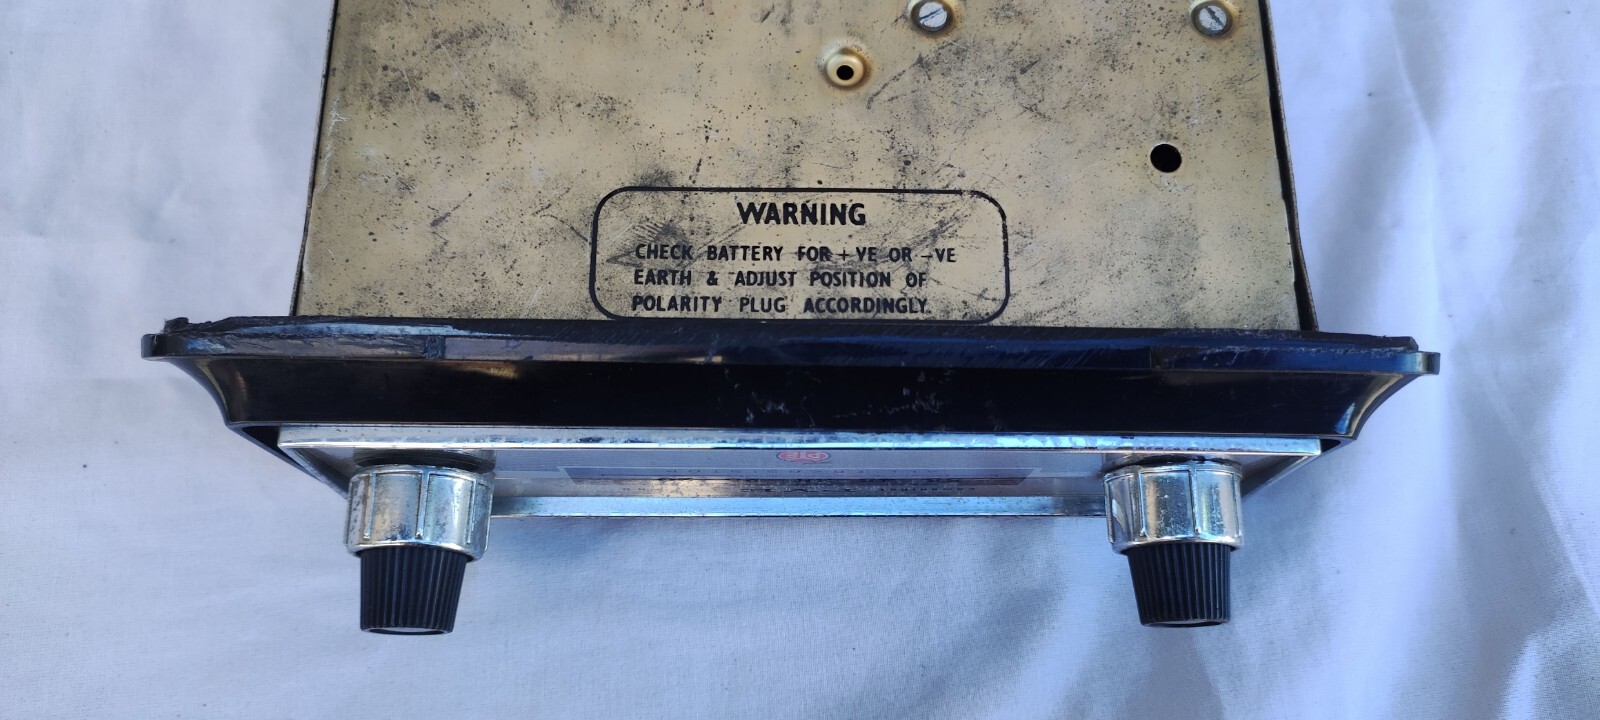 WARNING
CHECK BATTERY FOR +VE OR -VE
EARTH & ADJUST POSITION OF
POLARITY PLUG ACCORDINGLY.